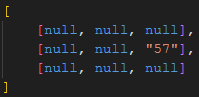 [
[null, null, null],
[null, null, "57"],
[null, null, null]
]